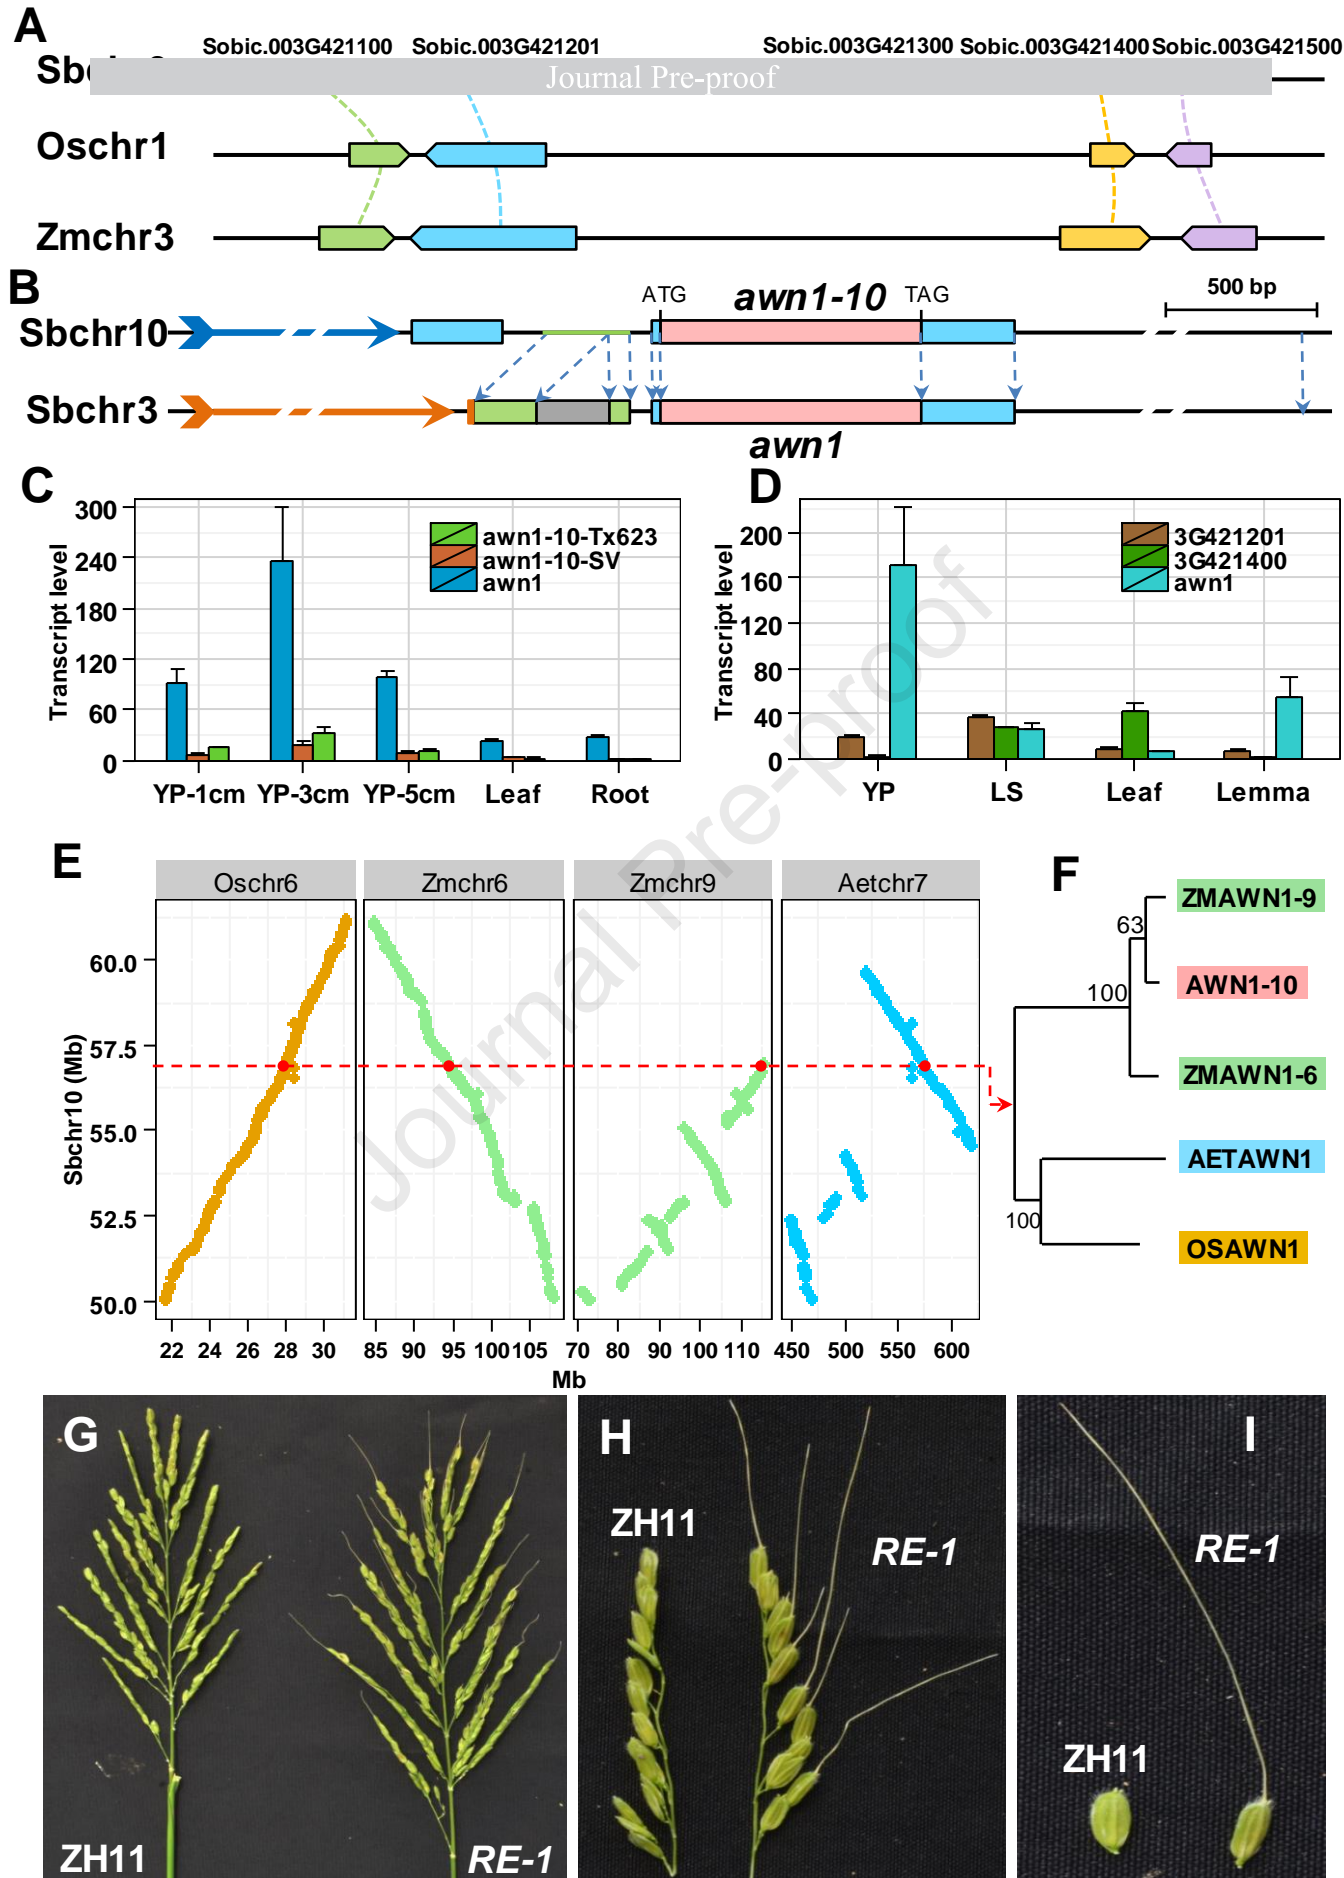 A
Sobic.003G421100 Sobic.003G421201 Sobic.003G421300 Sobic.003G421400 Sobic.003G421500
Journal Pre-proof
Oschr1
Zmchr3
B
ATG awn1-10 TAG 500 bp
Sbchr10
Sbchr3
awn1
C
Transcript level
300
240
180
120
60
0
awn1-10-Tx623
awn1-10-SV
awn1
YP-1cm YP-3cm YP-5cm Leaf Root
D
Transcript level
200
160
120
80
40
0
3G421201
3G421400
awn1
YP LS Leaf Lemma
Journal Pre-proof
E
Oschr6 Zmchr6 Zmchr9 Aetchr7
Sbchr10 (Mb)
60.0
57.5
55.0
52.5
50.0
22 24 26 28 30 85 90 95 100 105 70 80 90 100 110 450 500 550 600
Mb
F
ZMAWN1-9
63
AWN1-10
100
ZMAWN1-6
AETAWN1
100
OSAWN1
G
ZH11
RE-1
H
ZH11
RE-1
I
RE-1
ZH11